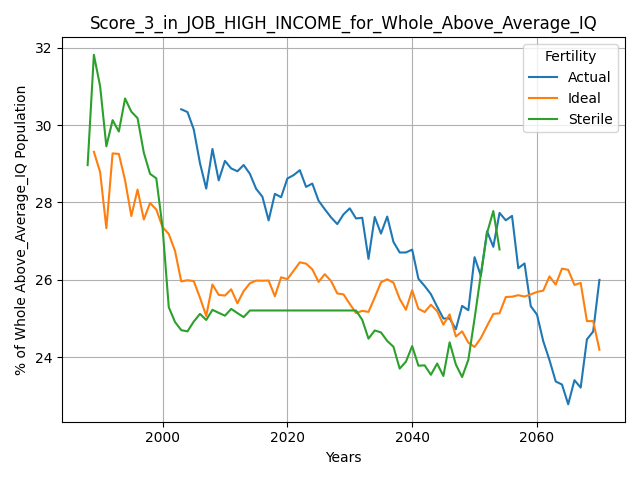 Score_3_in_JOB_HIGH_INCOME_for_Whole_Above_Average_IQ
% of Whole Above_Average_IQ Population
32
30
28
26
24
Fertility
Actual
Ideal
Sterile
2000
2020
2040
2060
Years